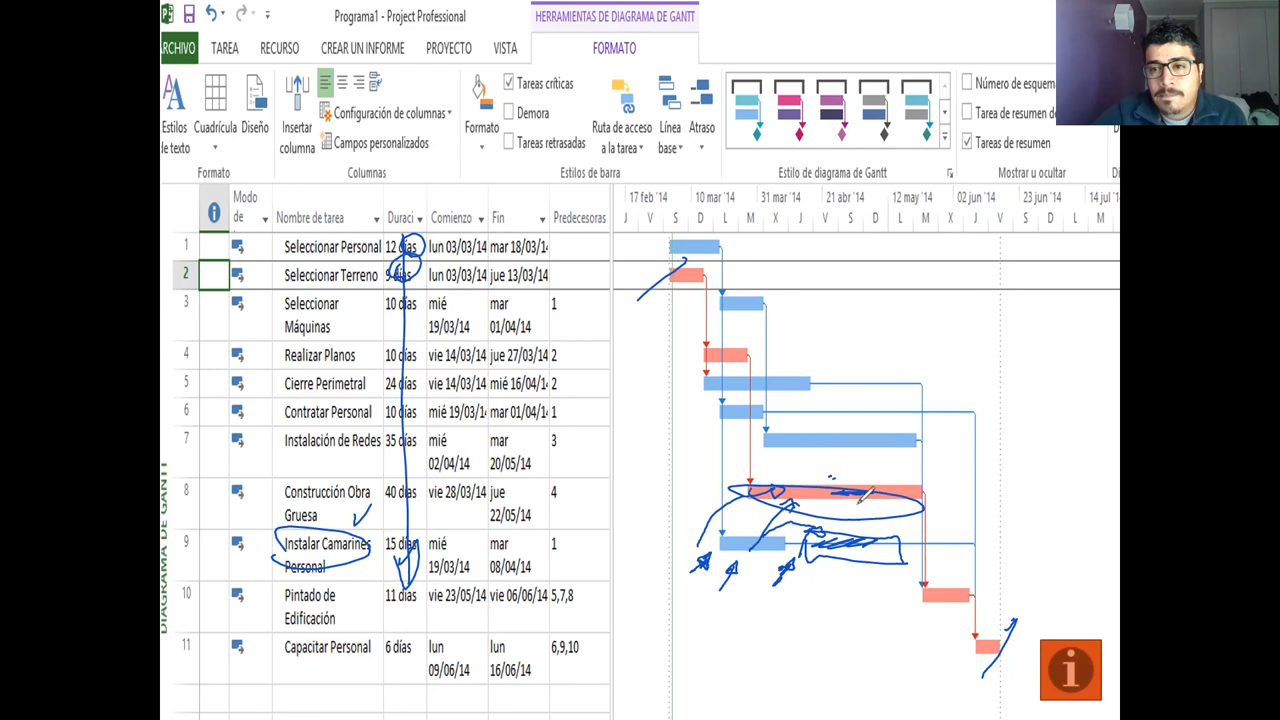 Programa1 - Project Professional
HERRAMIENTAS DE DIAGRAMA DE GANTT
ARCHIVO TAREA RECURSO CREAR UN INFORME PROYECTO VISTA FORMATO
Estilos de texto
Cuadrícula
Diseño
Insertar columna
Configuración de columnas
Campos personalizados
Formato
Tareas críticas
Demora
Tareas retrasadas
Ruta de acceso a la tarea
Línea base
Atraso
Número de esquema
Tarea de resumen de
Tareas de resumen
Formato Columnas Estilos de barra Estilo de diagrama de Gantt Mostrar u ocultar
Modo de
Nombre de tarea
Duraci
Comienzo
Fin
Predecesoras
17 feb '14 10 mar '14 31 mar '14 21 abr '14 12 may '14 02 jun '14 23 jun '14 14 jul '14
J V S D L M X J V S D L M X J V S D L M
1 Seleccionar Personal 12 días lun 03/03/14 mar 18/03/14
2 Seleccionar Terreno 9 días lun 03/03/14 jue 13/03/14
3 Seleccionar Máquinas 10 días mié 19/03/14 mar 01/04/14 1
4 Realizar Planos 10 días vie 14/03/14 jue 27/03/14 2
5 Cierre Perimetral 24 días vie 14/03/14 mié 16/04/14 2
6 Contratar Personal 10 días mié 19/03/14 mar 01/04/14 1
7 Instalación de Redes 35 días mié 02/04/14 mar 20/05/14 3
8 Construcción Obra Gruesa 40 días vie 28/03/14 jue 22/05/14 4
9 Instalar Camarines Personal 15 días mié 19/03/14 mar 08/04/14 1
10 Pintado de Edificación 11 días vie 23/05/14 vie 06/06/14 5,7,8
11 Capacitar Personal 6 días lun 09/06/14 lun 16/06/14 6,9,10
DIAGRAMA DE GANTT